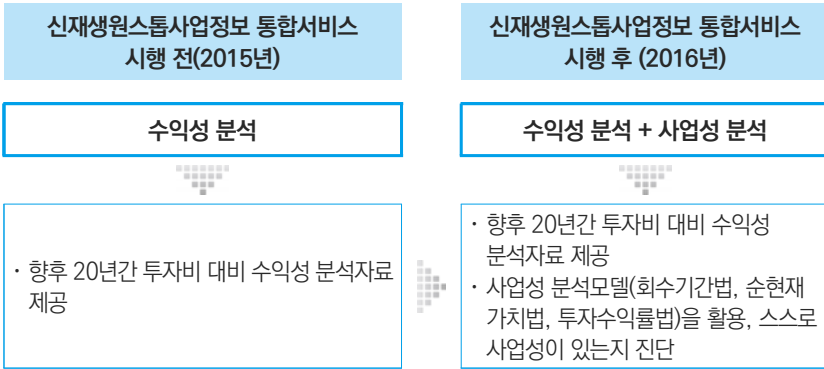 신재생원스톱사업정보 통합서비스
시행 전(2015년)
수익성 분석
· 향후 20년간 투자비 대비 수익성 분석자료
제공
신재생원스톱사업정보 통합서비스
시행 후 (2016년)
수익성 분석 + 사업성 분석
· 향후 20년간 투자비 대비 수익성
분석자료 제공
· 사업성 분석모델(회수기간법, 순현재
가치법, 투자수익률법)을 활용, 스스로
사업성이 있는지 진단